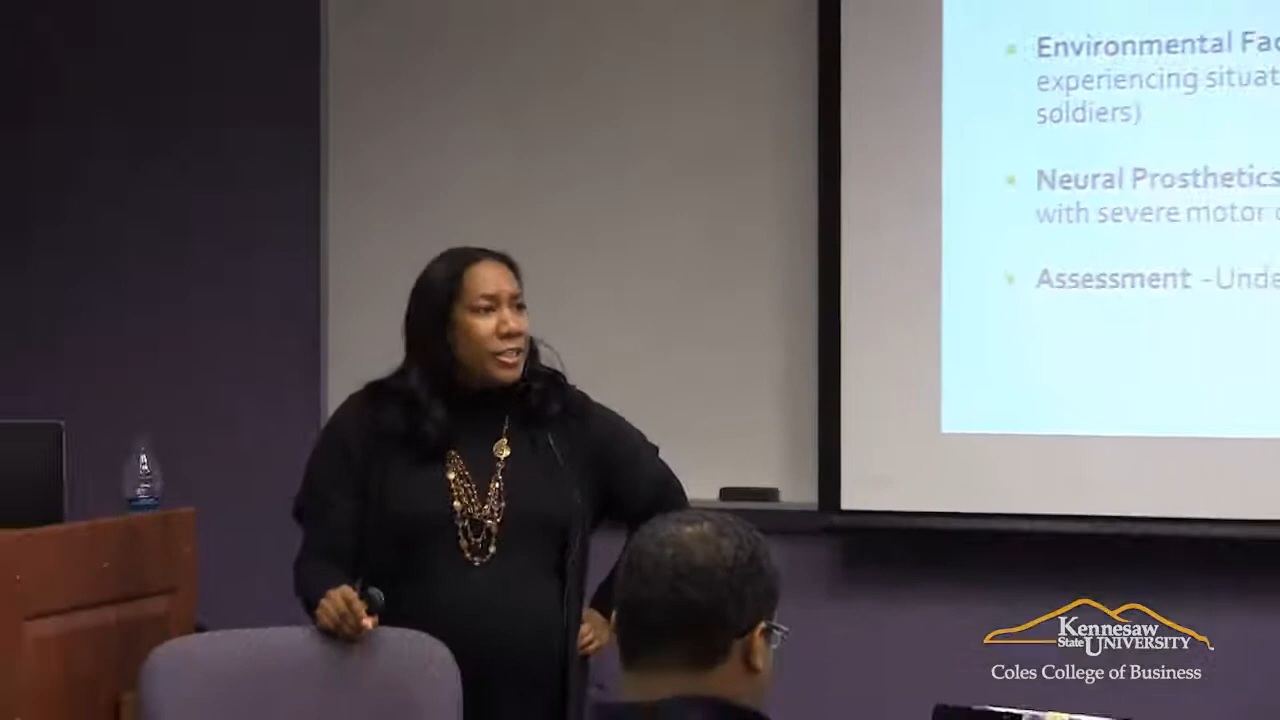 Environmental Fac
experiencing situat
soldiers)
Neural Prosthetics
with severe motor
Assessment -Unde
Kennesaw
State UNIVERSITY
Coles College of Business